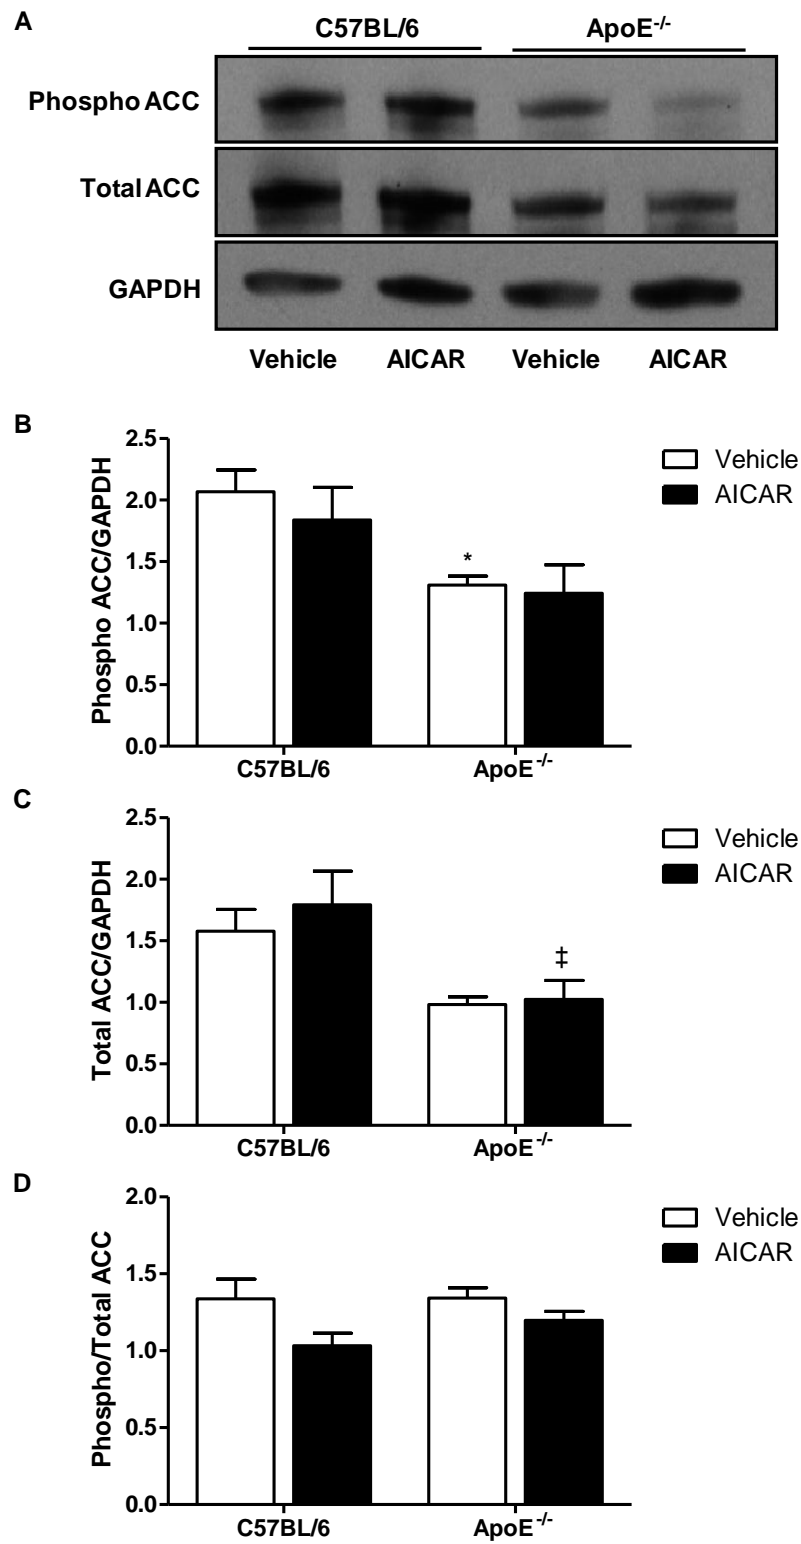 A
C57BL/6 ApoE-/-
Phospho ACC
Total ACC
GAPDH
Vehicle AICAR Vehicle AICAR
B
Phospho ACC/GAPDH
2.5
2.0
1.5
1.0
0.5
0.0
*
C57BL/6 ApoE-/-
Vehicle
AICAR
C
Total ACC/GAPDH
2.5
2.0
1.5
1.0
0.5
0.0
‡
C57BL/6 ApoE-/-
Vehicle
AICAR
D
Phospho/Total ACC
2.0
1.5
1.0
0.5
0.0
C57BL/6 ApoE-/-
Vehicle
AICAR